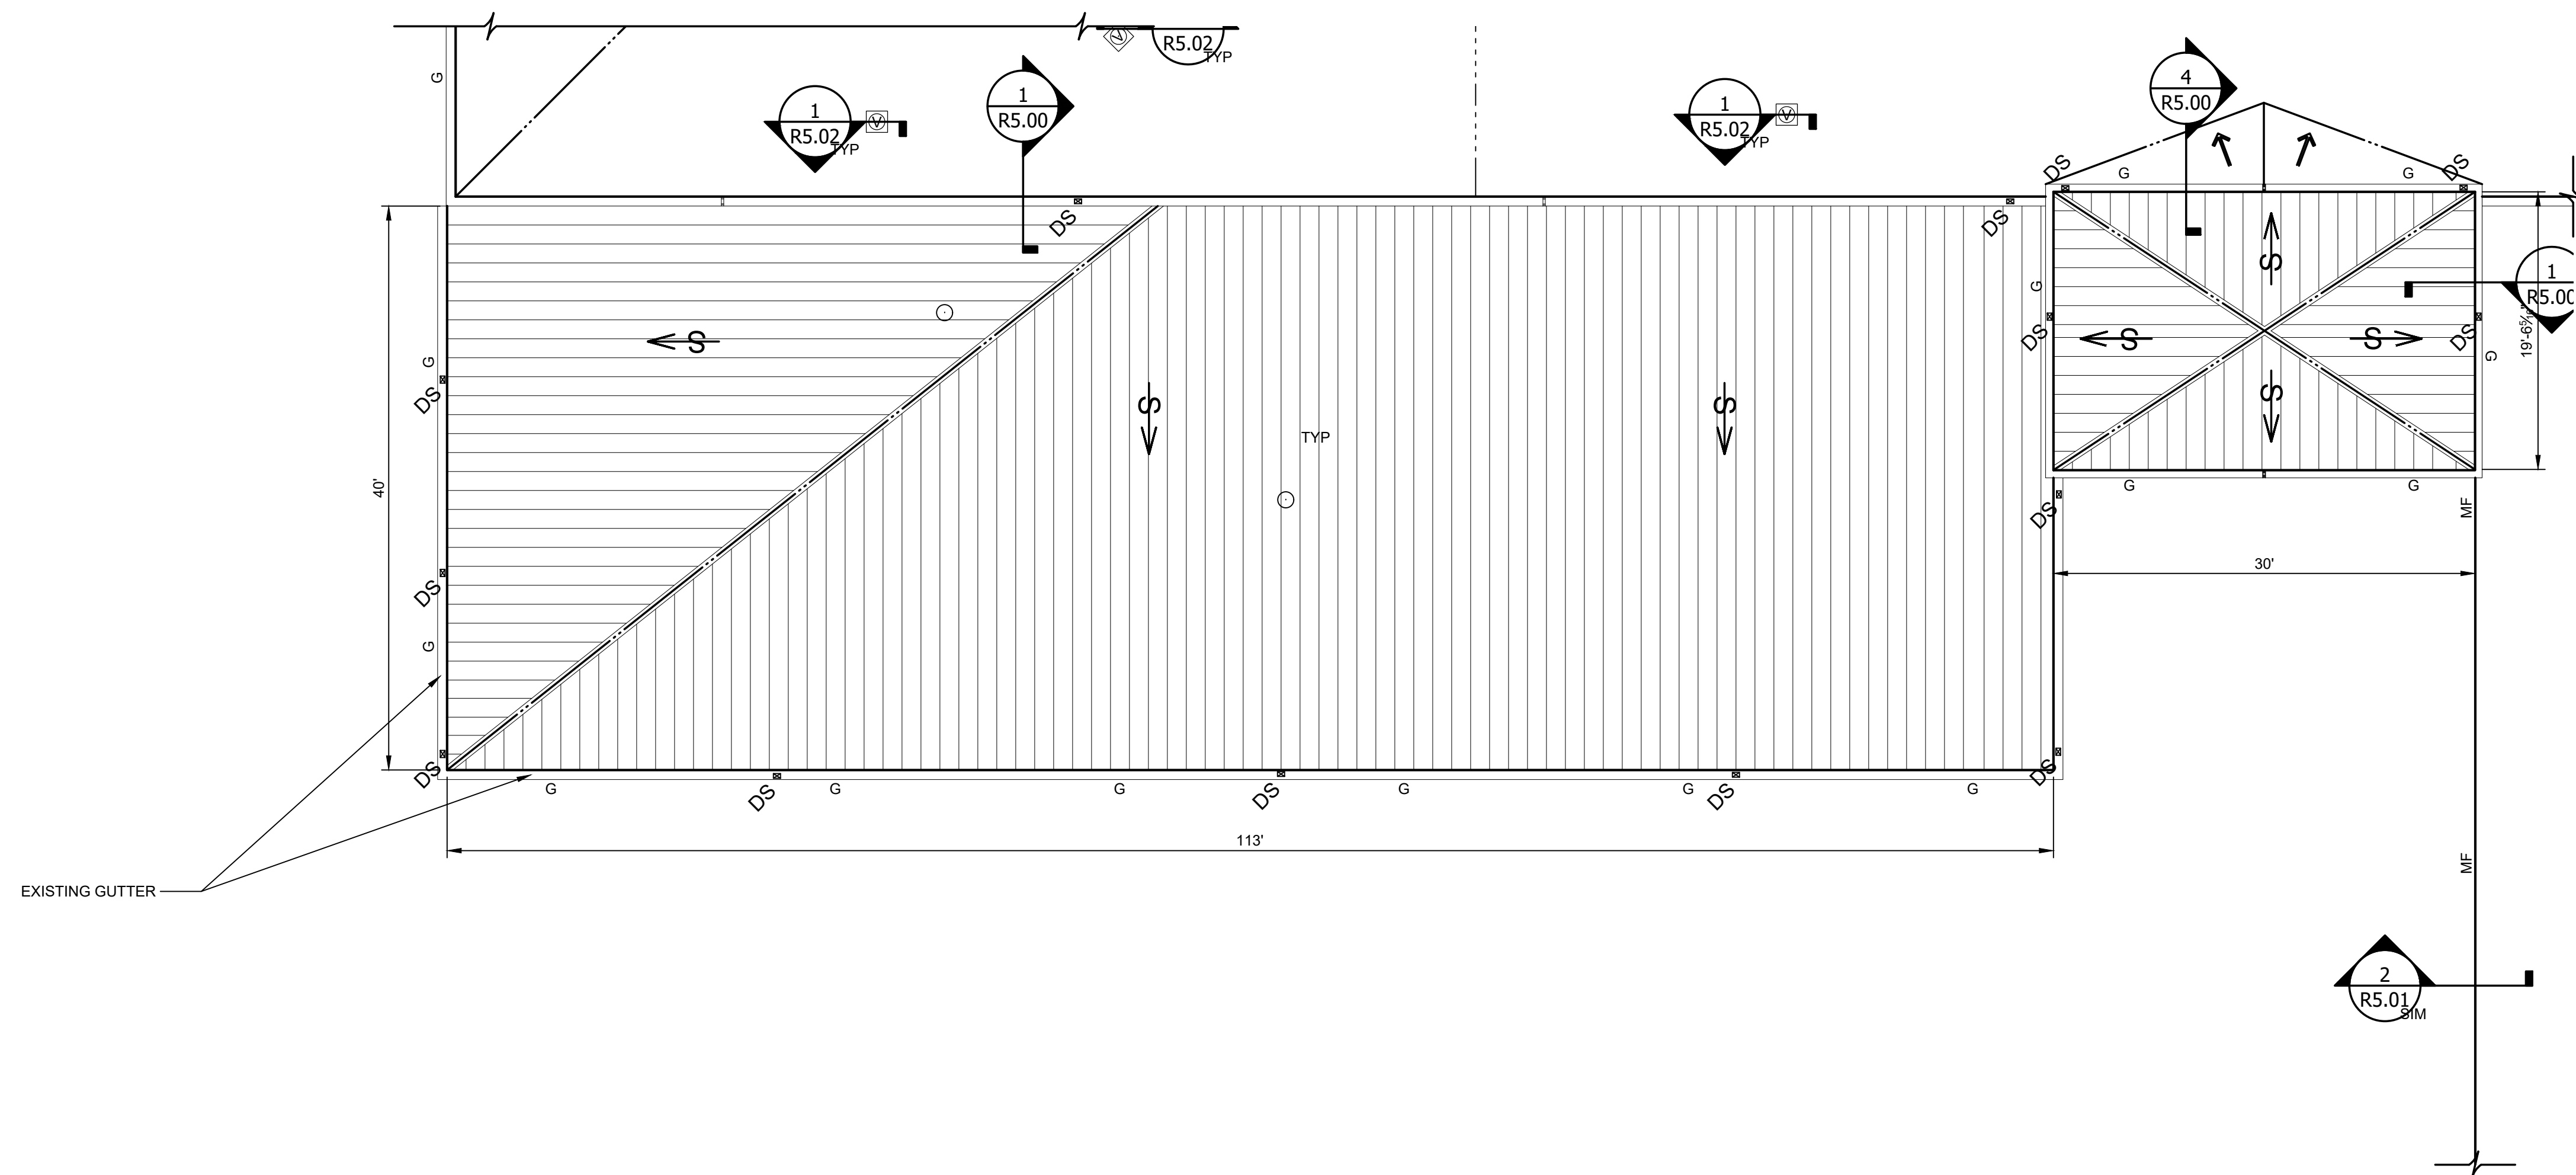 R5.02
TYP
V
G
1
R5.02
TYP
V
1
R5.00
1
R5.02
TYP
V
4
R5.00
DS
G
G
DS
DS
DS
G
S
1
R5.00
19'-6 5/16"
DS
S
S
DS
G
S
S
G
DS
S
S
TYP
40'
G
G
MF
DS
30'
DS
G
DS
DS
G
DS
G
G
DS
G
DS
G
G
113'
MF
EXISTING GUTTER
2
R5.01
SIM